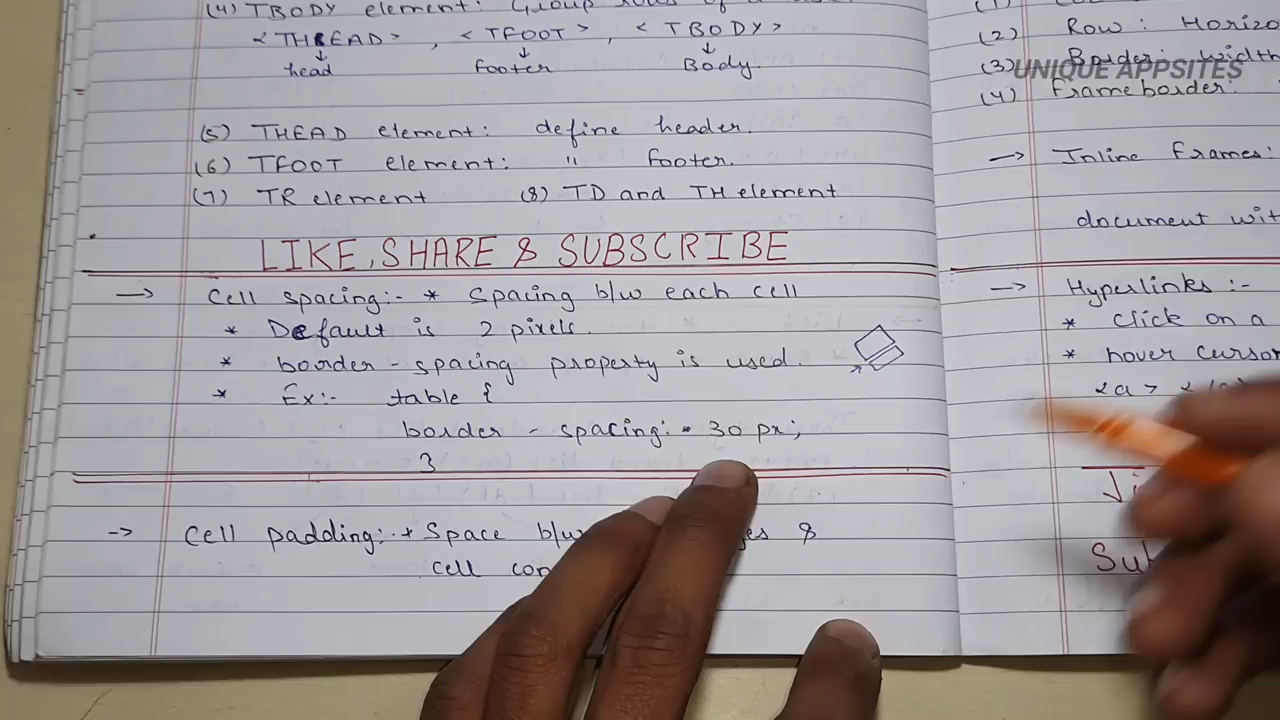 (4) TBODY element: Group rows of a
<THEAD> , <TFOOT> , <TBODY>
head footer Body.
(5) THEAD element: define header.
(6) TFOOT element: " footer.
(7) TR element (8) TD and TH element
LIKE, SHARE & SUBSCRIBE
→ Cell spacing:- * Spacing b/w each cell
* Default is 2 pixels.
* border - spacing property is used.
* Ex:- table {
border - spacing: 30 px;
}
→ Cell padding: * Space b/w &
cell
(1)
(2) Row: Horizo
(3) Border: width
(4) Frameborder:
UNIQUE APPSITES
→ Inline Frames:
document wit
→ Hyperlinks :-
* Click on a
* hover cursor
<a>